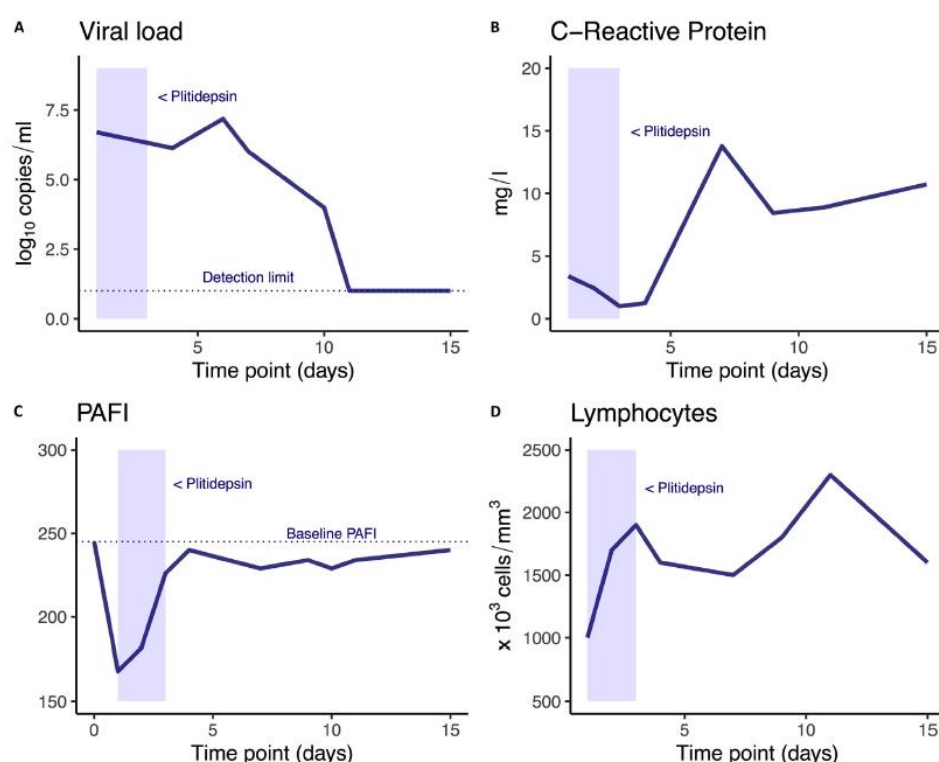 A
Viral load
< Plitidepsin
Detection limit
log₁₀ copies/ml
7.5
5.0
2.5
0.0
5
10
15
Time point (days)
B
C−Reactive Protein
< Plitidepsin
mg/l
20
15
10
5
0
5
10
15
Time point (days)
C
PAFI
< Plitidepsin
Baseline PAFI
300
250
200
150
0
5
10
15
Time point (days)
D
Lymphocytes
< Plitidepsin
x 10³ cells/mm³
2500
2000
1500
1000
500
5
10
15
Time point (days)